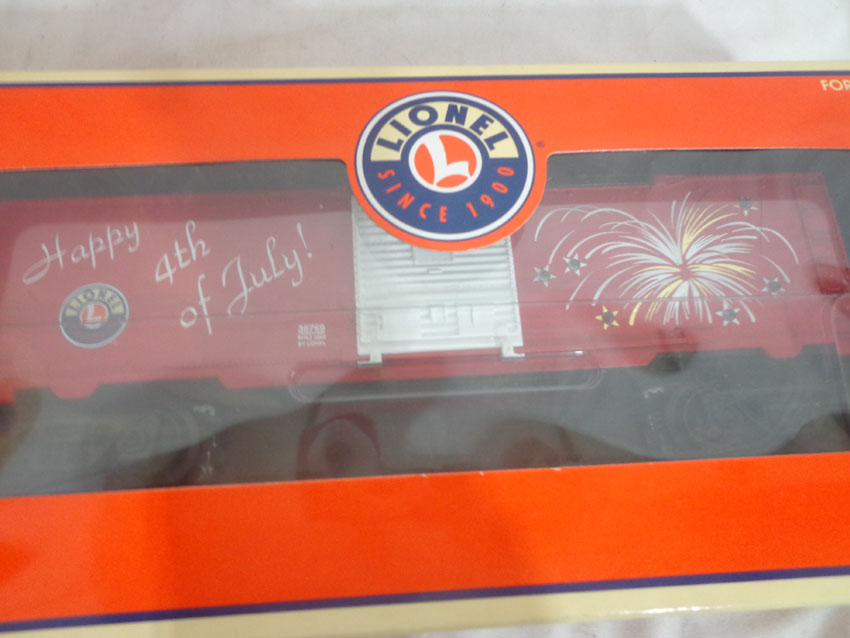 FOR
LIONEL
SINCE 1900
Happy
4th
of July!
LIONEL
L